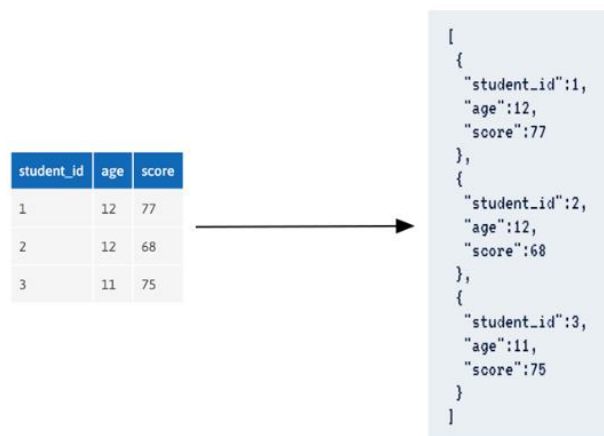 student_id age score
1 12 77
2 12 68
3 11 75
[
{
"student_id":1,
"age":12,
"score":77
},
{
"student_id":2,
"age":12,
"score":68
},
{
"student_id":3,
"age":11,
"score":75
}
]